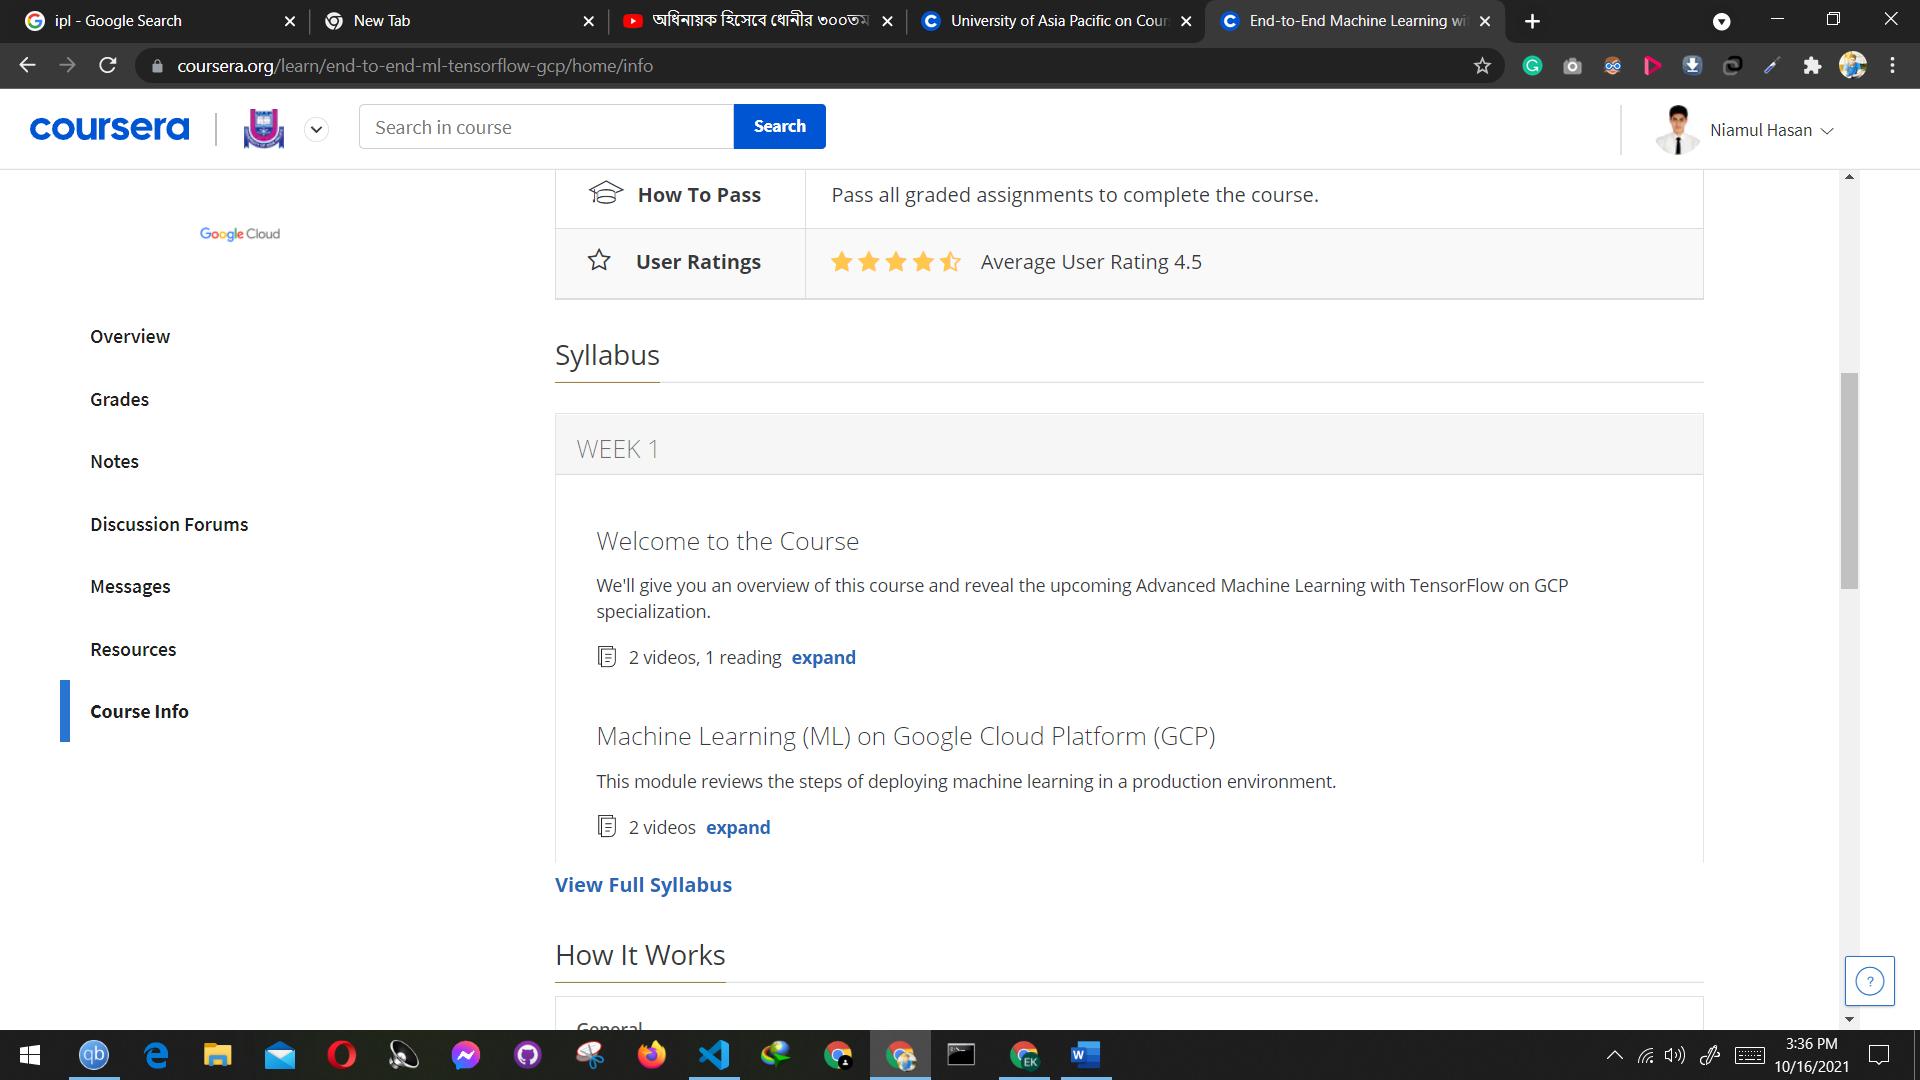 ipl - Google Search
New Tab
অধিনায়ক হিসেবে ধোনীর ৩০০তম
University of Asia Pacific on Cour
End-to-End Machine Learning wi
coursera.org/learn/end-to-end-ml-tensorflow-gcp/home/info
coursera
Search in course
Search
Niamul Hasan
Google Cloud
Overview
Grades
Notes
Discussion Forums
Messages
Resources
Course Info
How To Pass
Pass all graded assignments to complete the course.
User Ratings
Average User Rating 4.5
Syllabus
WEEK 1
Welcome to the Course
We'll give you an overview of this course and reveal the upcoming Advanced Machine Learning with TensorFlow on GCP
specialization.
2 videos, 1 reading expand
Machine Learning (ML) on Google Cloud Platform (GCP)
This module reviews the steps of deploying machine learning in a production environment.
2 videos expand
View Full Syllabus
How It Works
General
?
qb
EK
3:36 PM
10/16/2021